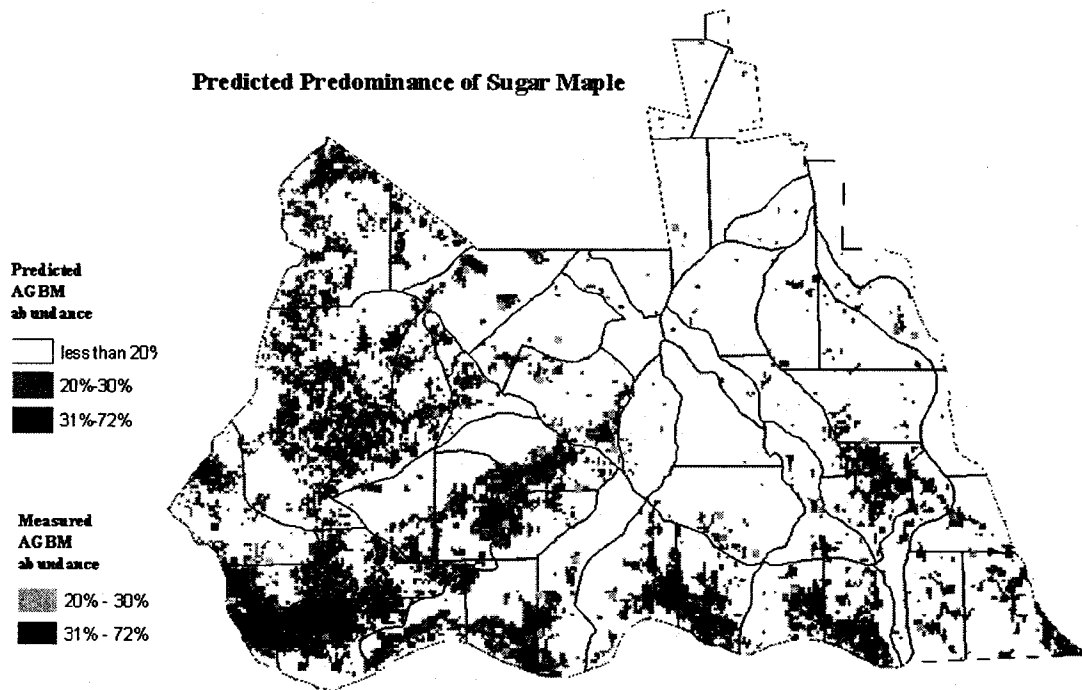 Predicted Predominance of Sugar Maple
Predicted
AGBM
abundance
less than 20%
20%-30%
31%-72%
Measured
AGBM
abundance
20% - 30%
31% - 72%